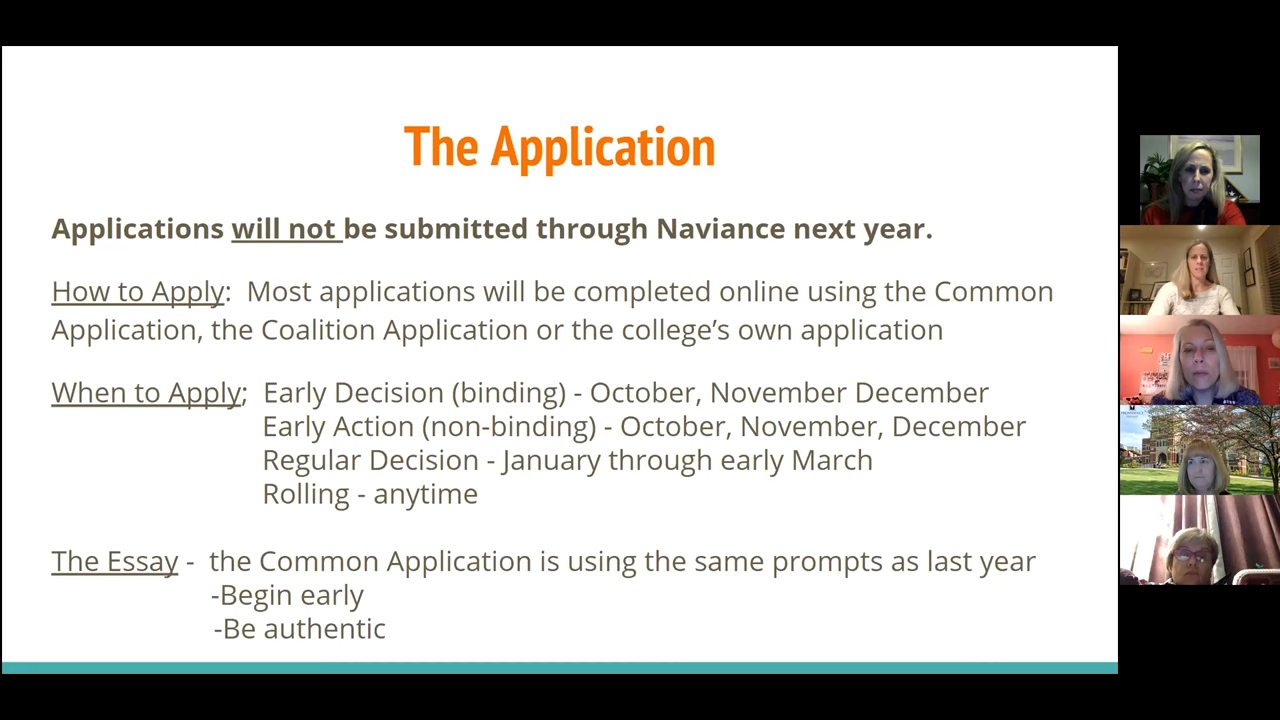 The Application
Applications will not be submitted through Naviance next year.
How to Apply:  Most applications will be completed online using the Common
Application, the Coalition Application or the college's own application
When to Apply;  Early Decision (binding) - October, November December
Early Action (non-binding) - October, November, December
Regular Decision - January through early March
Rolling - anytime
The Essay -  the Common Application is using the same prompts as last year
-Begin early
-Be authentic